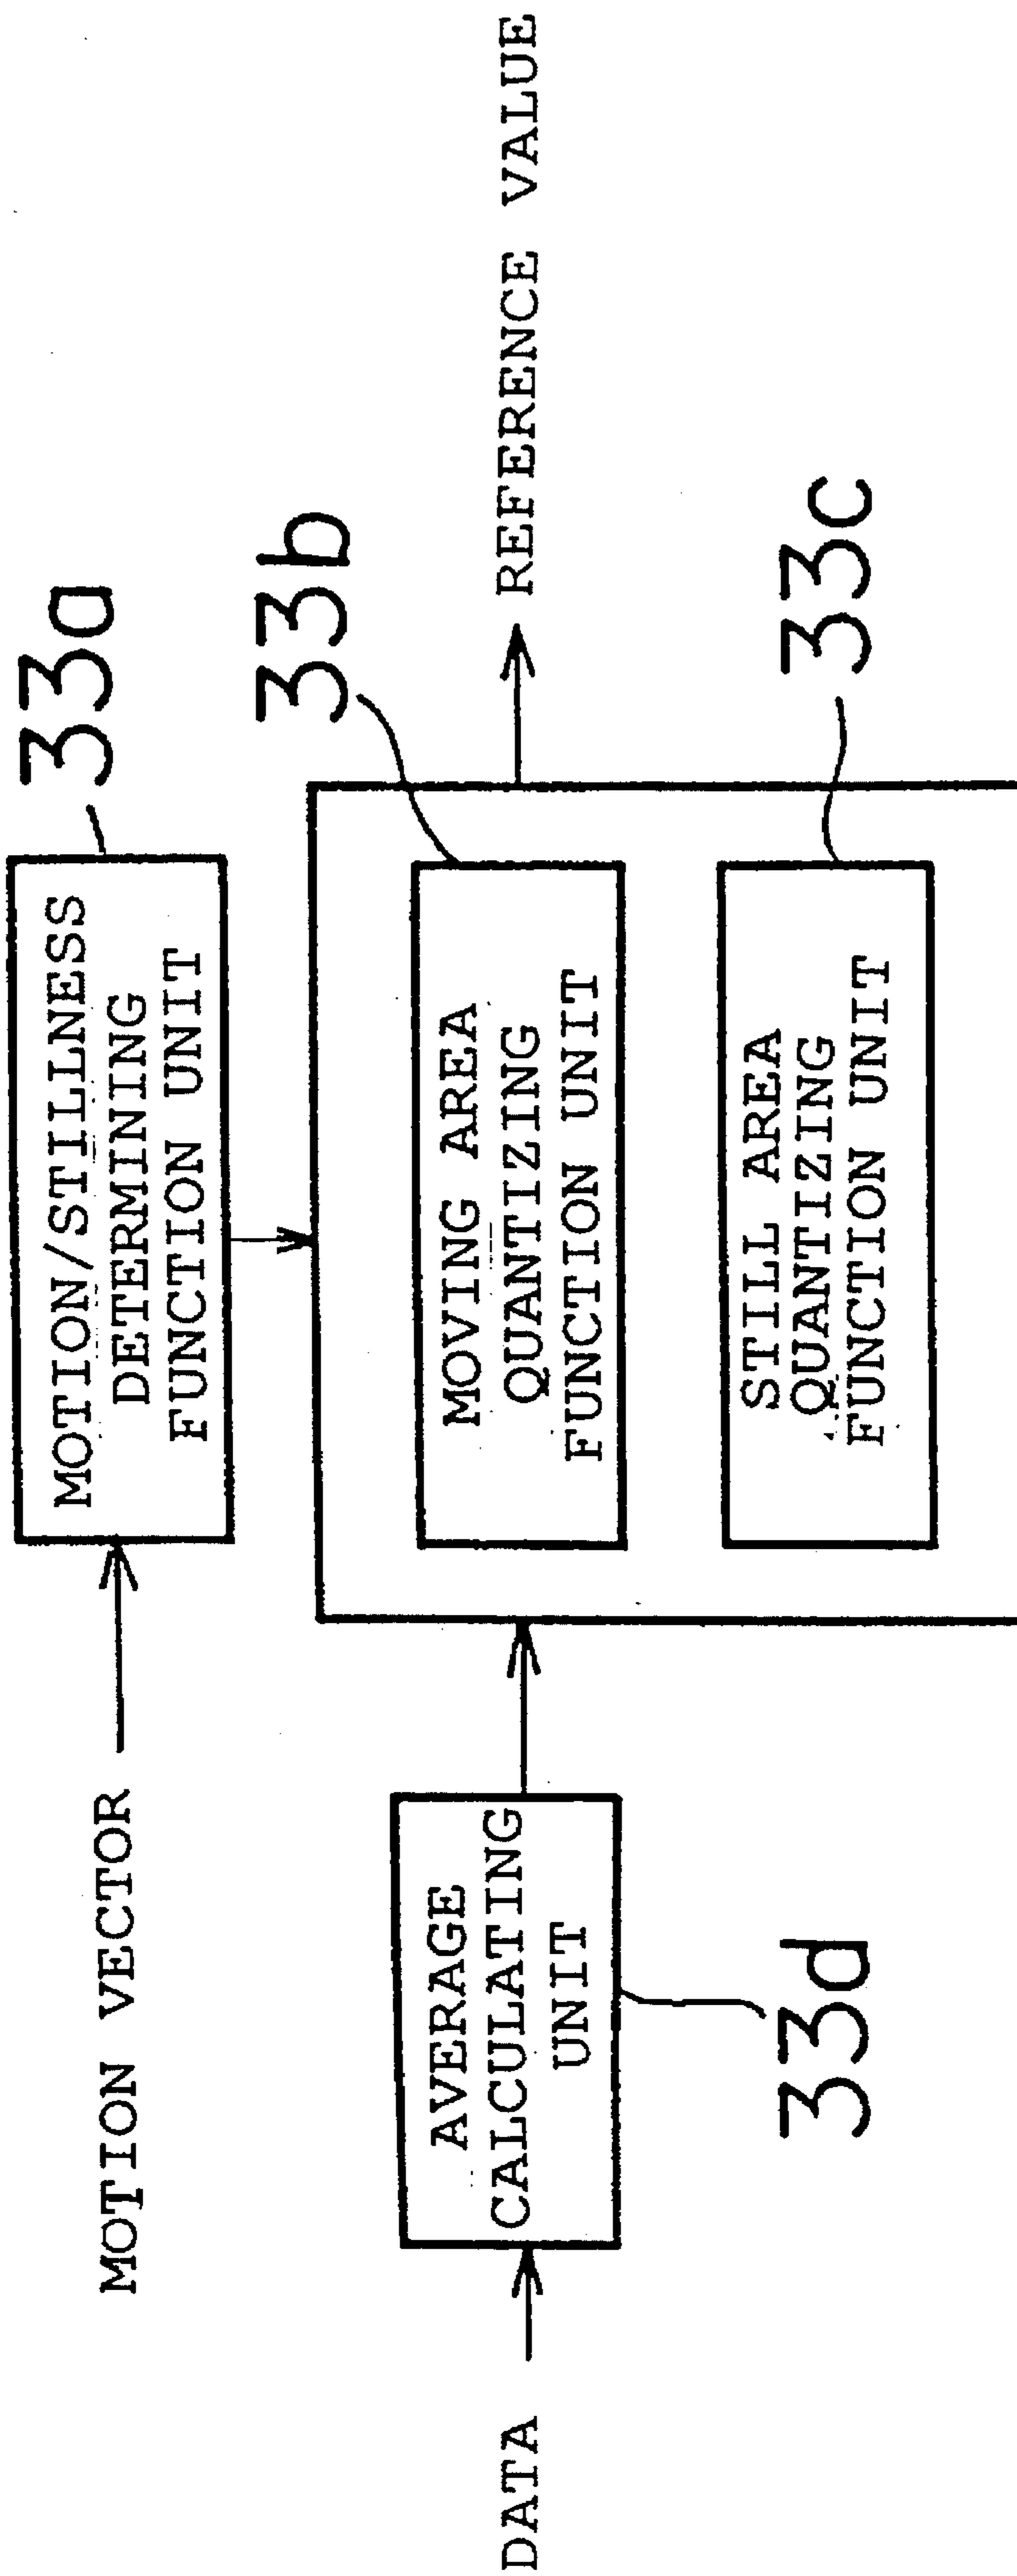 MOTION VECTOR
MOTION/STILLNESS
DETERMINING
FUNCTION UNIT
33a
33b
DATA
AVERAGE
CALCULATING
UNIT
33d
MOVING AREA
QUANTIZING
FUNCTION UNIT
STILL AREA
QUANTIZING
FUNCTION UNIT
33c
REFERENCE VALUE